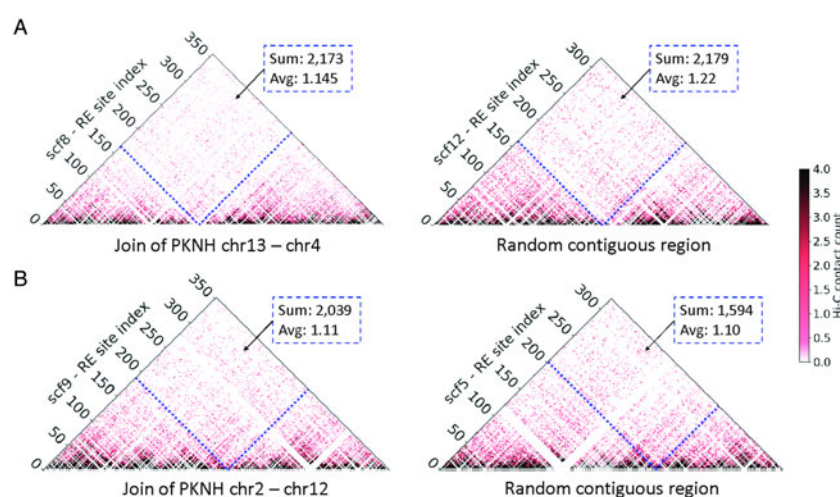 A
350
300
250
200
150
100
50
0
scf8 - RE site index
Sum: 2,173
Avg: 1.145
Join of PKNH chr13 – chr4
300
250
200
150
100
50
0
scf12 - RE site index
Sum: 2,179
Avg: 1.22
Random contiguous region
4.0
3.5
3.0
2.5
2.0
1.5
1.0
0.5
0.0
Hi-C contact count
B
350
300
250
200
150
100
50
0
scf9 - RE site index
Sum: 2,039
Avg: 1.11
Join of PKNH chr2 – chr12
300
250
200
150
100
50
0
scf5 - RE site index
Sum: 1,594
Avg: 1.10
Random contiguous region